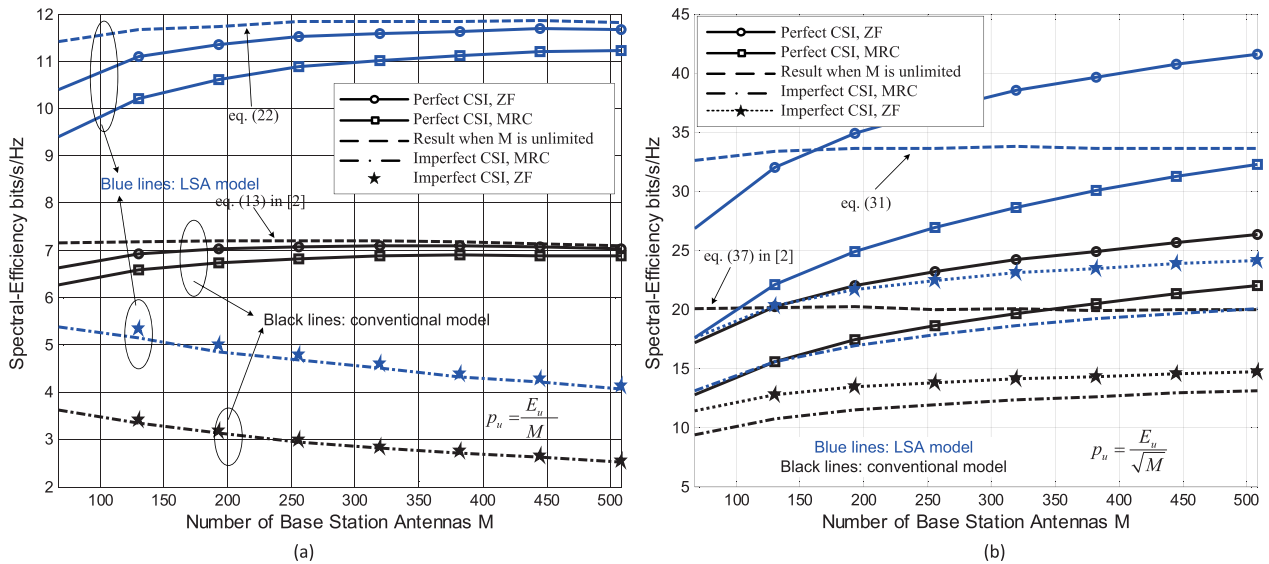 12
11
10
9
8
7
6
5
4
3
2
Spectral-Efficiency bits/s/Hz
Perfect CSI, ZF
Perfect CSI, MRC
Result when M is unlimited
Imperfect CSI, MRC
Imperfect CSI, ZF
eq. (22)
Blue lines: LSA model
eq. (13) in [2]
Black lines: conventional model
p_u = E_u / M
100 150 200 250 300 350 400 450 500
Number of Base Station Antennas M
(a)
45
40
35
30
25
20
15
10
5
Spectral-Efficiency bits/s/Hz
Perfect CSI, ZF
Perfect CSI, MRC
Result when M is unlimited
Imperfect CSI, MRC
Imperfect CSI, ZF
eq. (31)
eq. (37) in [2]
Blue lines: LSA model
Black lines: conventional model
p_u = E_u / √M
100 150 200 250 300 350 400 450 500
Number of Base Station Antennas M
(b)